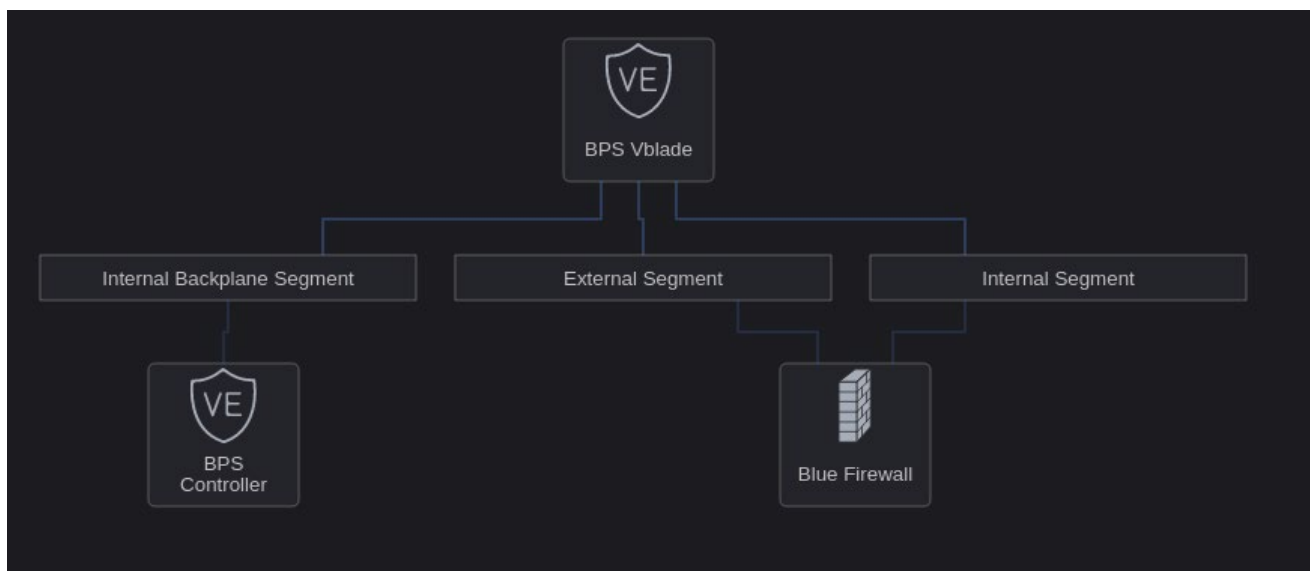 VE
BPS Vblade
Internal Backplane Segment
External Segment
Internal Segment
VE
BPS
Controller
Blue Firewall